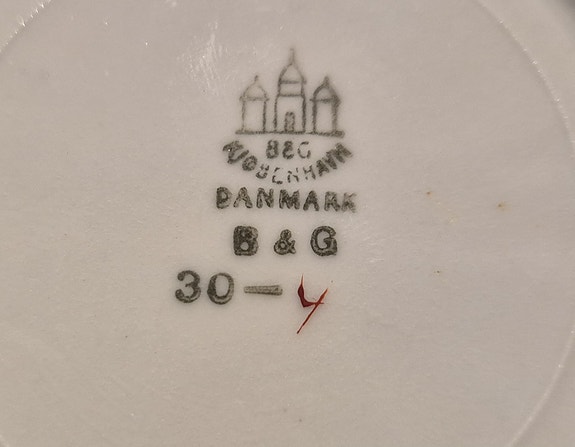 B&G
KJØBENHAVN
DANMARK
B & G
30 — 4